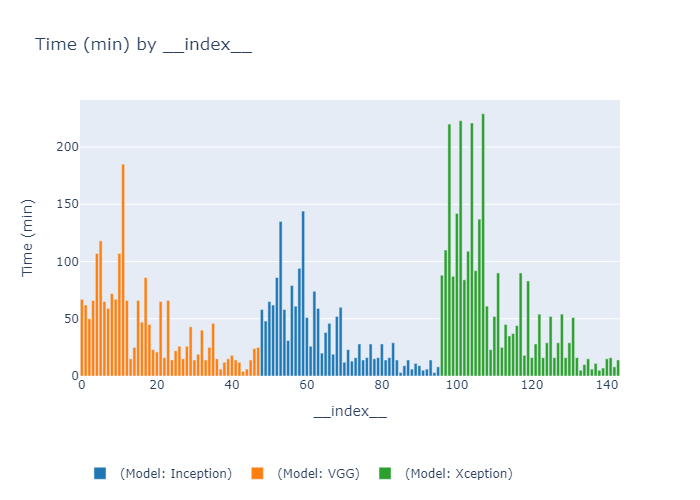 Time (min) by __index__
Time (min)
200
150
100
50
0
0 20 40 60 80 100 120 140
__index__
(Model: Inception) (Model: VGG) (Model: Xception)